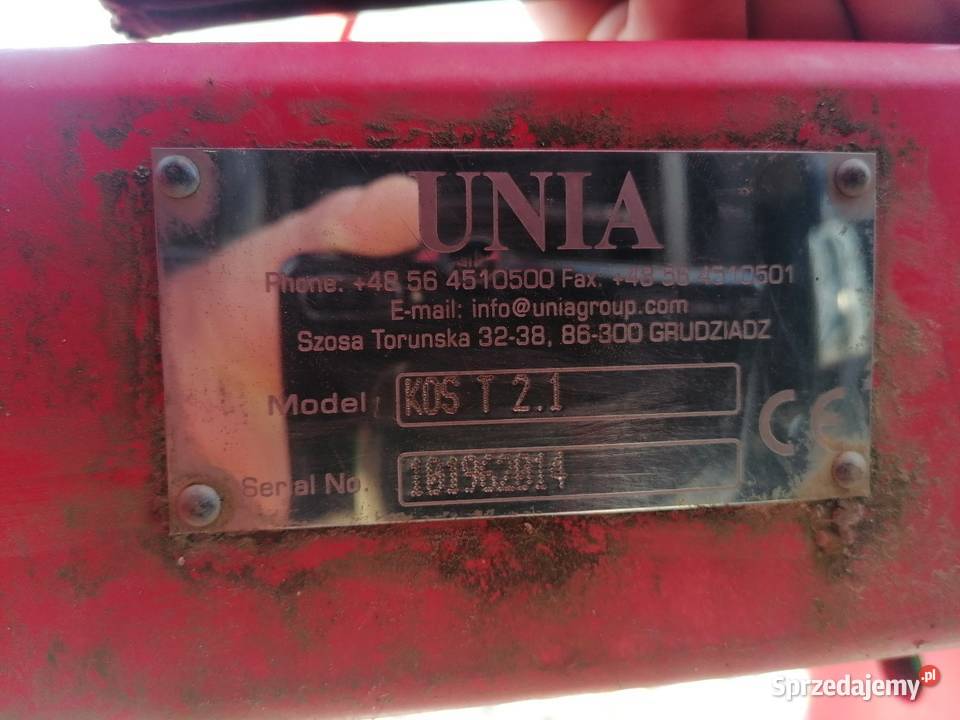 UNIA
Phone: +48 56 4510500 Fax: +48 56 4510501
E-mail: info@uniagroup.com
Szosa Torunska 32-38, 86-300 GRUDZIADZ
Model KOS T 2.1
Serial No.
CE
Sprzedajemy.pl